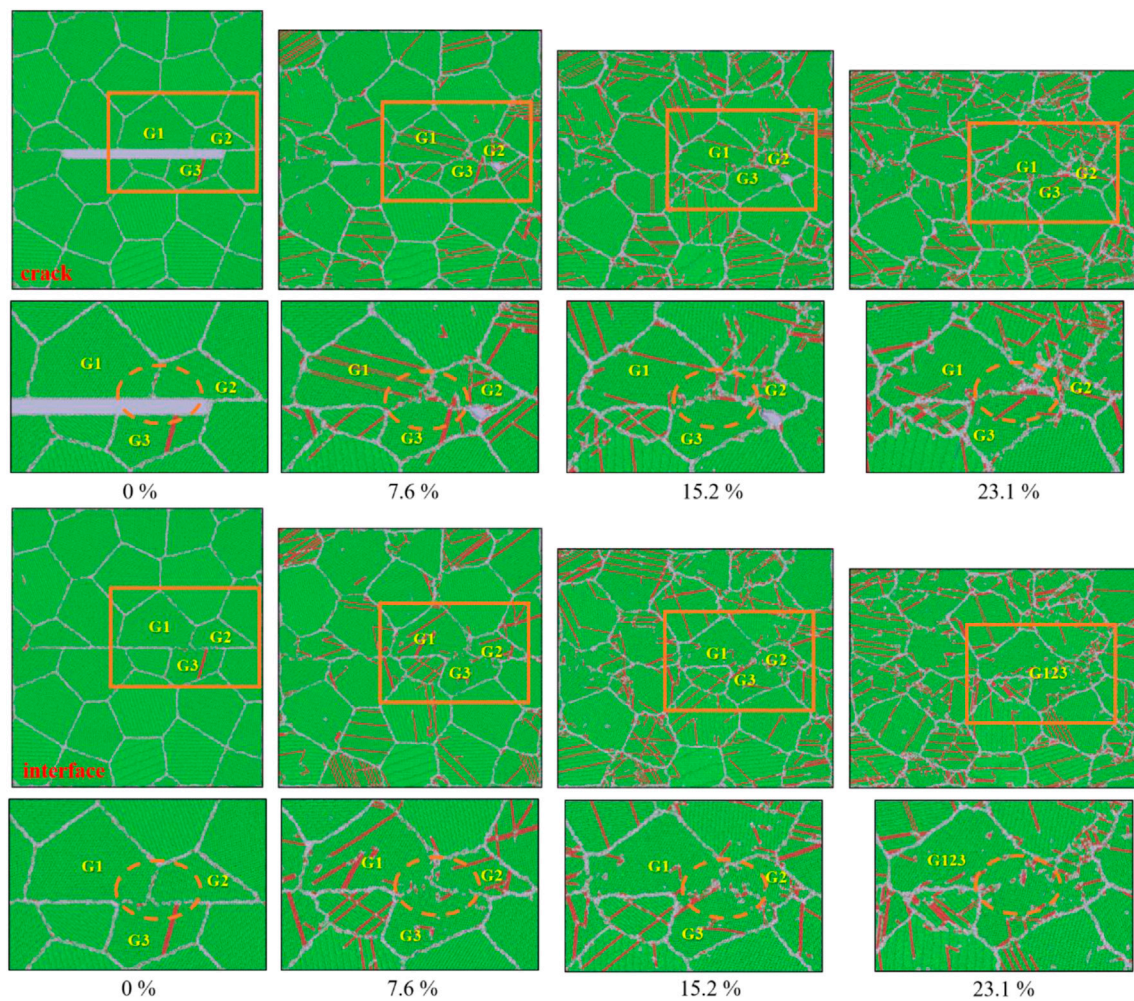 G1 G1 G1 G1
G2 G2 G2 G2
G3 G3 G3 G3
crack
G1 G1 G1 G1
G2 G2 G2 G2
G3 G3 G3 G3
0 % 7.6 % 15.2 % 23.1 %
G1 G1 G1
G2 G2 G2
G3 G3 G3 G123
interface
G1 G1 G1 G123
G2 G2 G2
G3 G3 G3
0 % 7.6 % 15.2 % 23.1 %